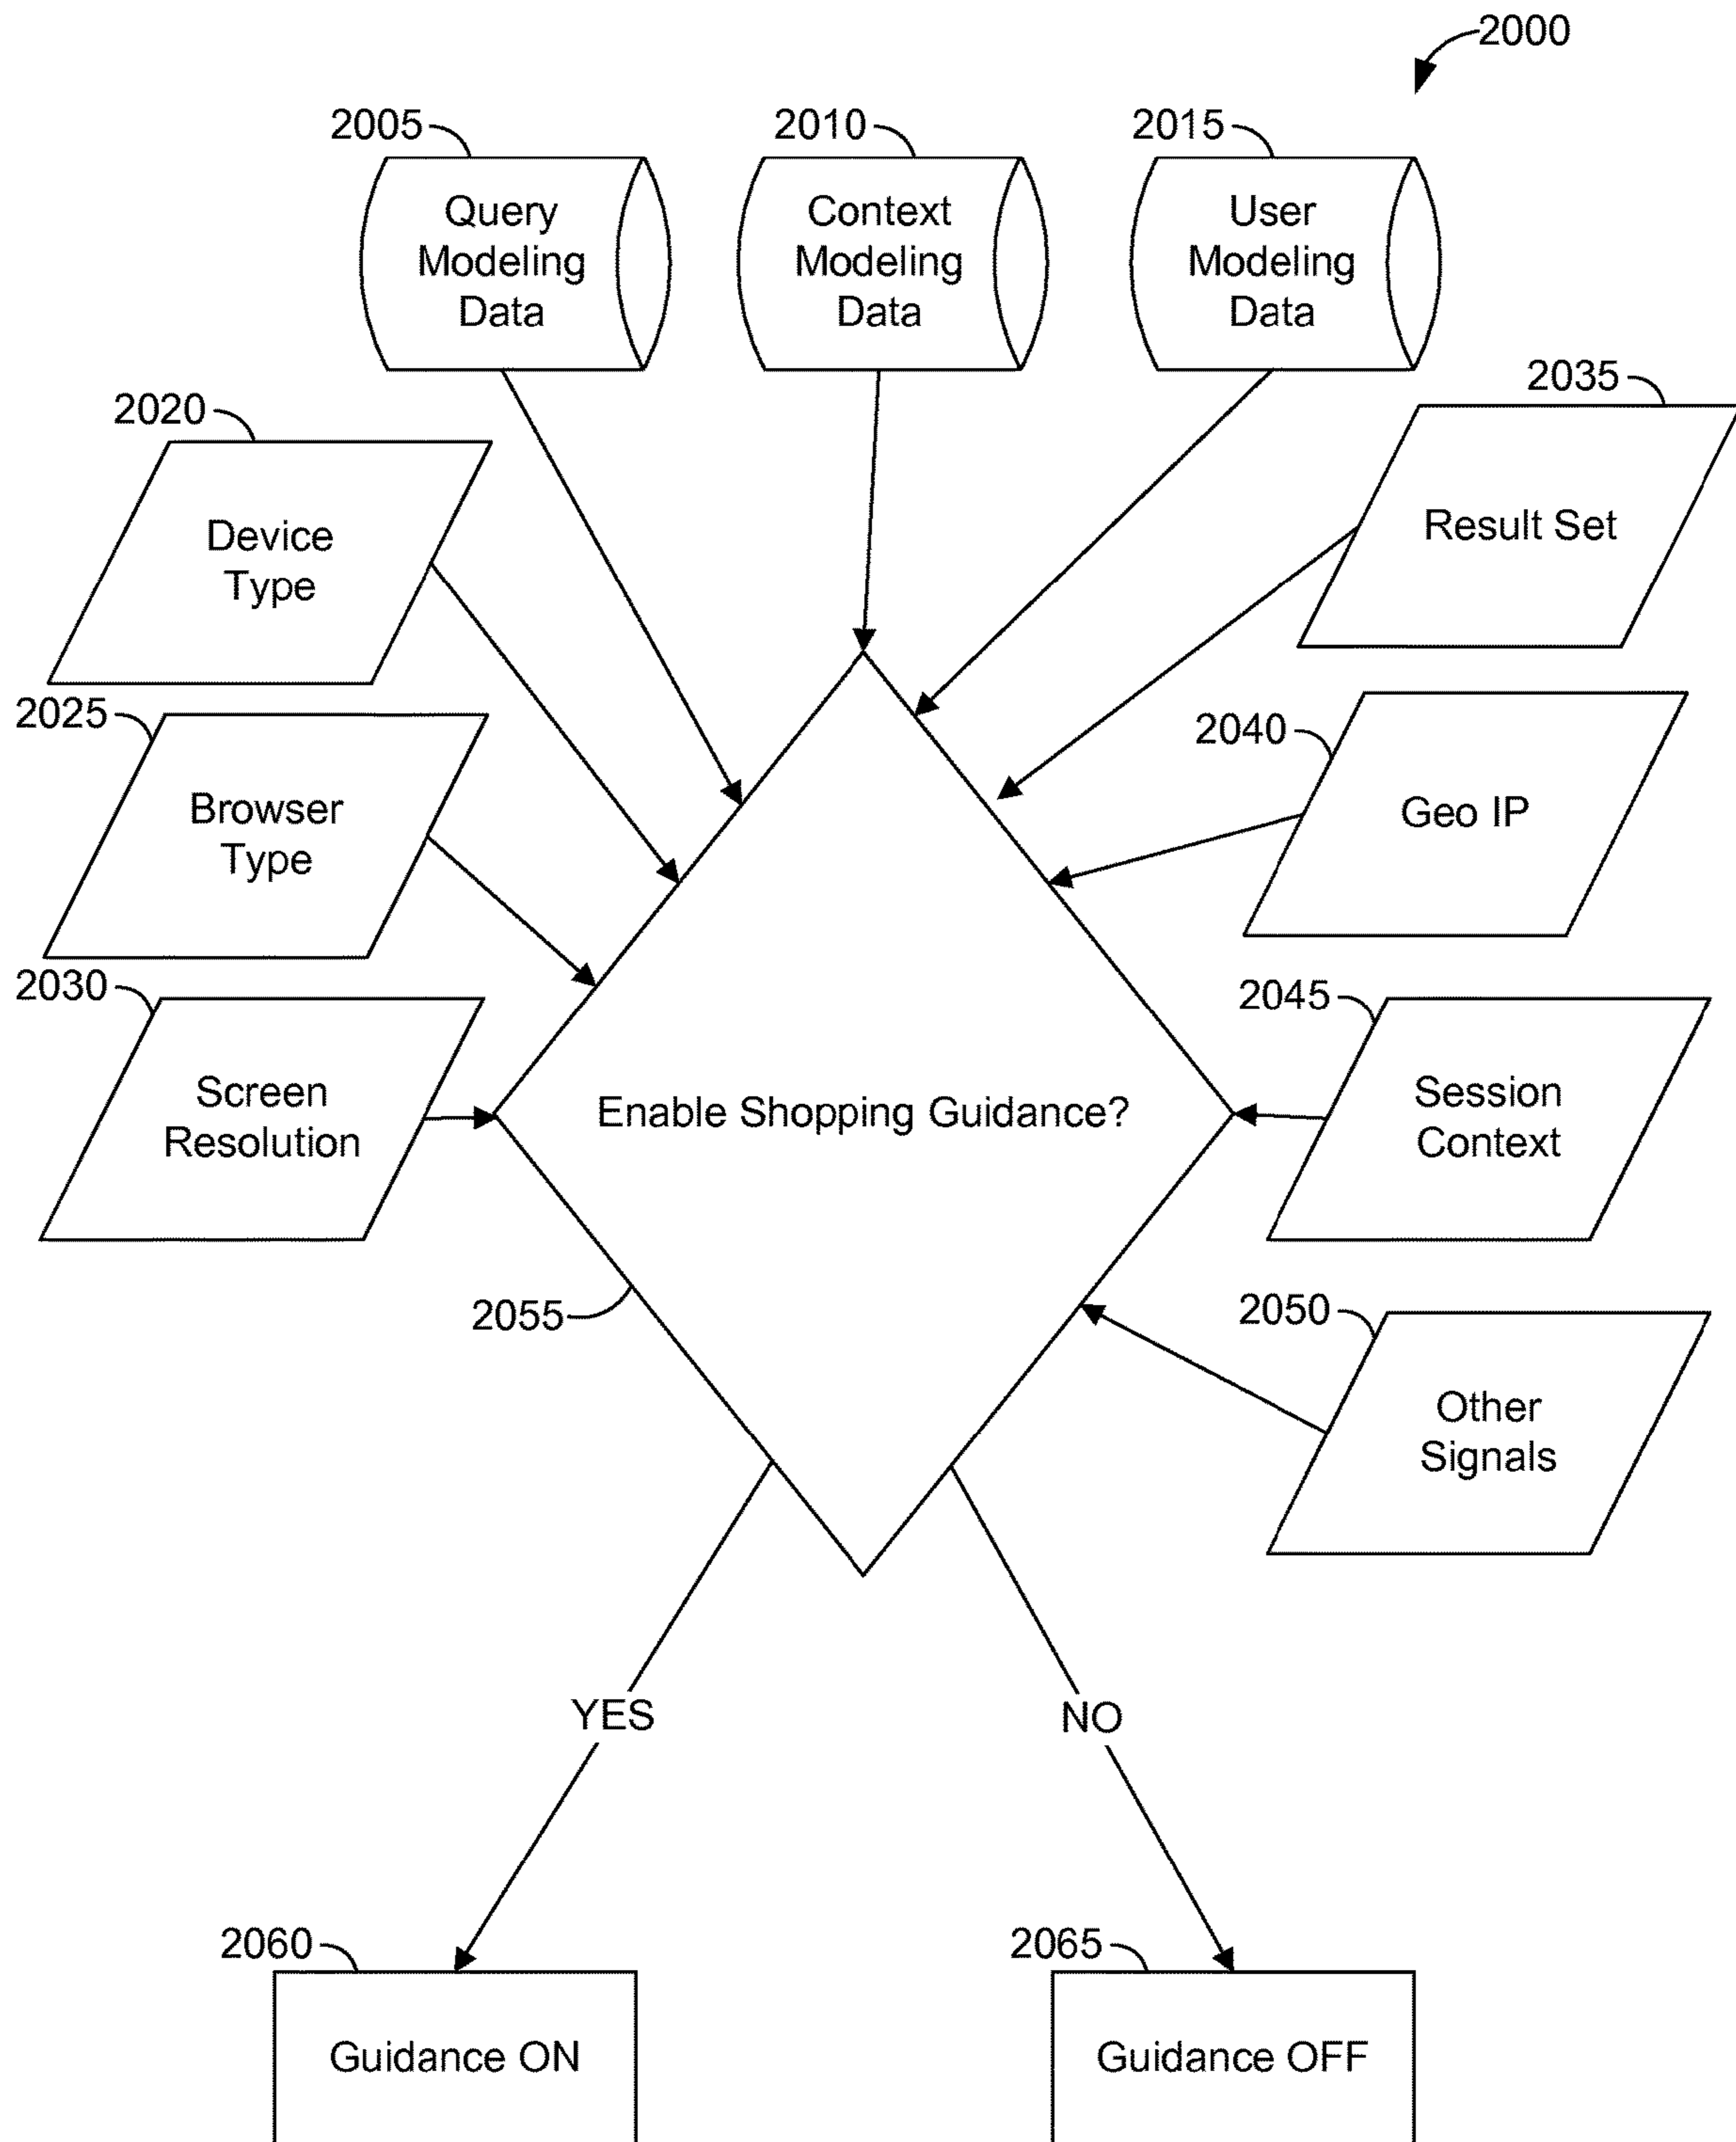 2000
2005
2010
2015
Query
Modeling
Data
Context
Modeling
Data
User
Modeling
Data
2020
2035
Device
Type
Result Set
2025
2040
Browser
Type
Geo IP
2030
2045
Screen
Resolution
Enable Shopping Guidance?
Session
Context
2055
2050
Other
Signals
YES
NO
2060
2065
Guidance ON
Guidance OFF